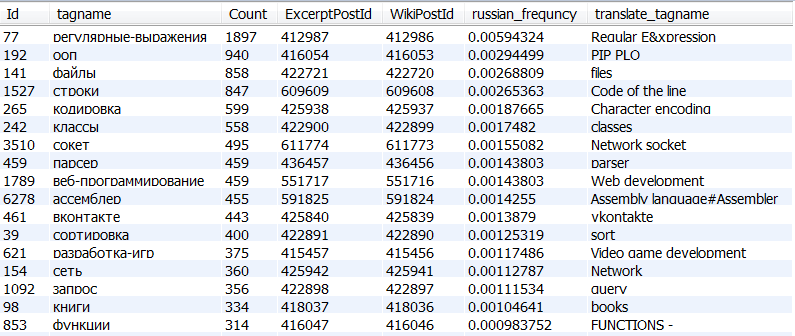 Id tagname Count ExcerptPostId WikiPostId russian_frequncy translate_tagname
77 регулярные-выражения 1897 412987 412986 0.00594324 Regular E&xpression
192 ооп 940 416054 416053 0.00294499 PIP PLO
141 файлы 858 422721 422720 0.00268809 files
1527 строки 847 609609 609608 0.00265363 Code of the line
265 кодировка 599 425938 425937 0.00187665 Character encoding
242 классы 558 422900 422899 0.0017482 classes
3510 сокет 495 611774 611773 0.00155082 Network socket
459 парсер 459 436457 436456 0.00143803 parser
1789 веб-программирование 459 551717 551716 0.00143803 Web development
6278 ассемблер 455 591825 591824 0.0014255 Assembly language#Assembler
461 вконтакте 443 425840 425839 0.0013879 vkontakte
39 сортировка 400 422891 422890 0.00125319 sort
621 разработка-игр 375 415457 415456 0.00117486 Video game development
154 сеть 360 425942 425941 0.00112787 Network
1092 запрос 356 422898 422897 0.00111534 query
98 книги 334 418037 418036 0.00104641 books
853 функции 314 416047 416046 0.000983752 FUNCTIONS -